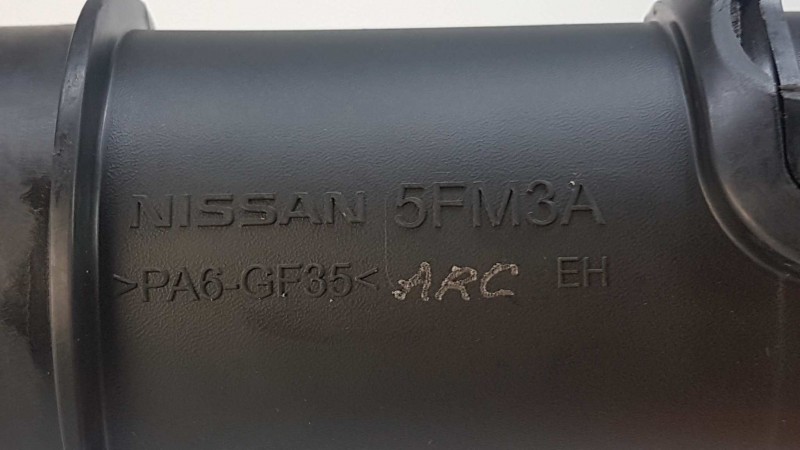 NISSAN 5FM3A
>PA6-GF35< ARC EH